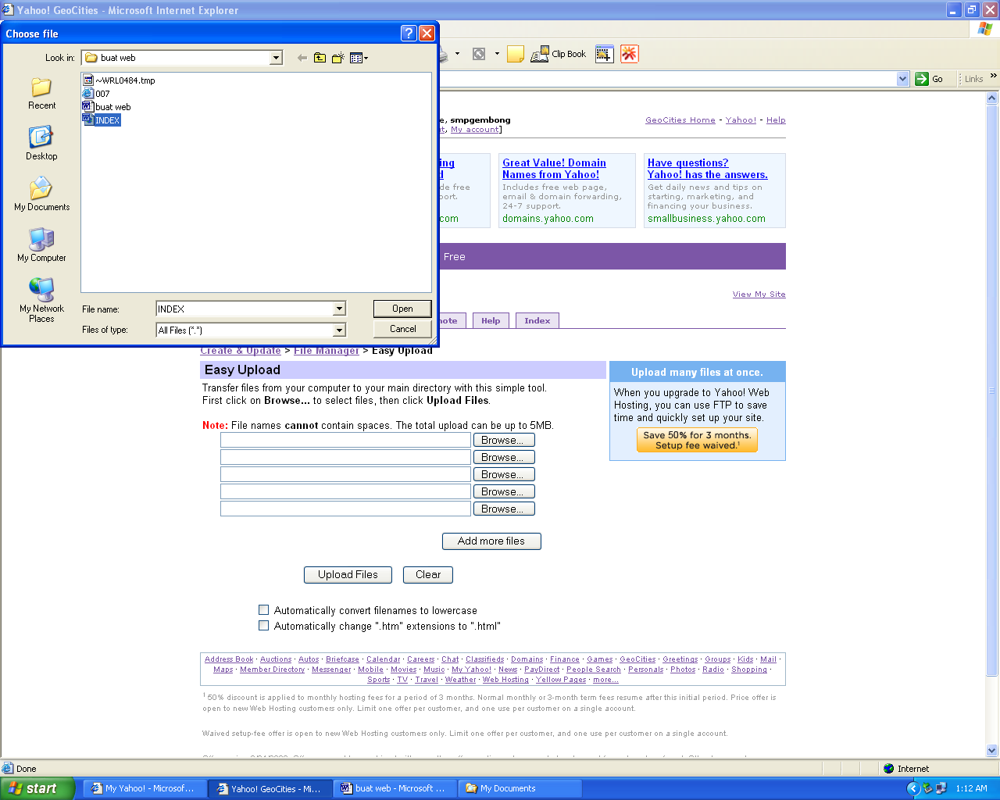 Yahoo! GeoCities - Microsoft Internet Explorer
Choose file
Look in:
buat web
Recent
Desktop
My Documents
My Computer
My Network
Places
~WRL0484.tmp
007
buat web
INDEX
File name:
INDEX
Open
Files of type:
All Files (*.*)
Cancel
Clip Book
Go
Links
smpgembong
My account]
GeoCities Home - Yahoo! - Help
Great Value! Domain
Names from Yahoo!
Includes free web page,
email & domain forwarding,
24-7 support.
domains.yahoo.com
Have questions?
Yahoo! has the answers.
Get daily news and tips on
starting, marketing, and
financing your business.
smallbusiness.yahoo.com
free
.com
Free
View My Site
Help
Index
Create & Update > File Manager > Easy Upload
Easy Upload
Transfer files from your computer to your main directory with this simple tool.
First click on Browse... to select files, then click Upload Files.
Note: File names cannot contain spaces. The total upload can be up to 5MB.
Browse...
Browse...
Browse...
Browse...
Browse...
Add more files
Upload Files
Clear
Automatically convert filenames to lowercase
Automatically change ".htm" extensions to ".html"
Upload many files at once.
When you upgrade to Yahoo! Web
Hosting, you can use FTP to save
time and quickly set up your site.
Save 50% for 3 months.
Setup fee waived.¹
Address Book · Auctions · Autos · Briefcase · Calendar · Careers · Chat · Classifieds · Domains · Finance · Games · GeoCities · Greetings · Groups · Kids · Mail ·
Maps · Member Directory · Messenger · Mobile · Movies · Music · My Yahoo! · News · PayDirect · People Search · Personals · Photos · Radio · Shopping ·
Sports · TV · Travel · Weather · Web Hosting · Yellow Pages · more...
¹ 50% discount is applied to monthly hosting fees for a period of 3 months. Normal monthly or 3-month term fees resume after this initial period. Price offer is
open to new Web Hosting customers only. Limit one offer per customer, and one use per customer on a single account.
Waived setup-fee offer is open to new Web Hosting customers only. Limit one offer per customer, and one use per customer on a single account.
Done
Internet
start
My Yahoo! - Microsof...
Yahoo! GeoCities - Mi...
buat web - Microsoft ...
My Documents
1:12 AM